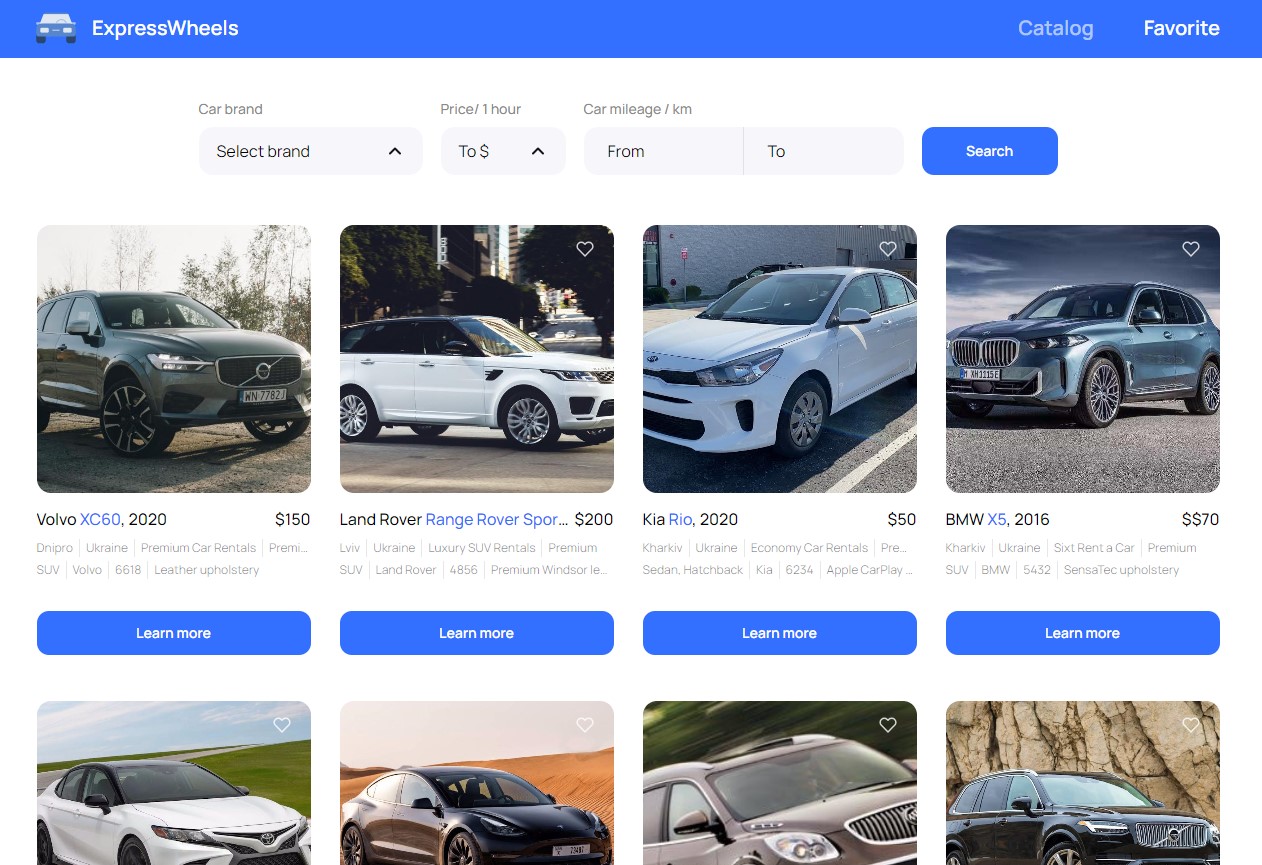 ExpressWheels Catalog Favorite
Car brand Price/ 1 hour Car mileage / km
Select brand To $ From To Search
WN 7782J
Volvo XC60, 2020 $150
Dnipro Ukraine Premium Car Rentals Premi...
SUV Volvo 6618 Leather upholstery
Learn more
Land Rover Range Rover Spor... $200
Lviv Ukraine Luxury SUV Rentals Premium
SUV Land Rover 4856 Premium Windsor le...
Learn more
Kia Rio, 2020 $50
Kharkiv Ukraine Economy Car Rentals Pre...
Sedan, Hatchback Kia 6234 Apple CarPlay ...
Learn more
BMW X5, 2016 $$70
Kharkiv Ukraine Sixt Rent a Car Premium
SUV BMW 5432 SensaTec upholstery
Learn more